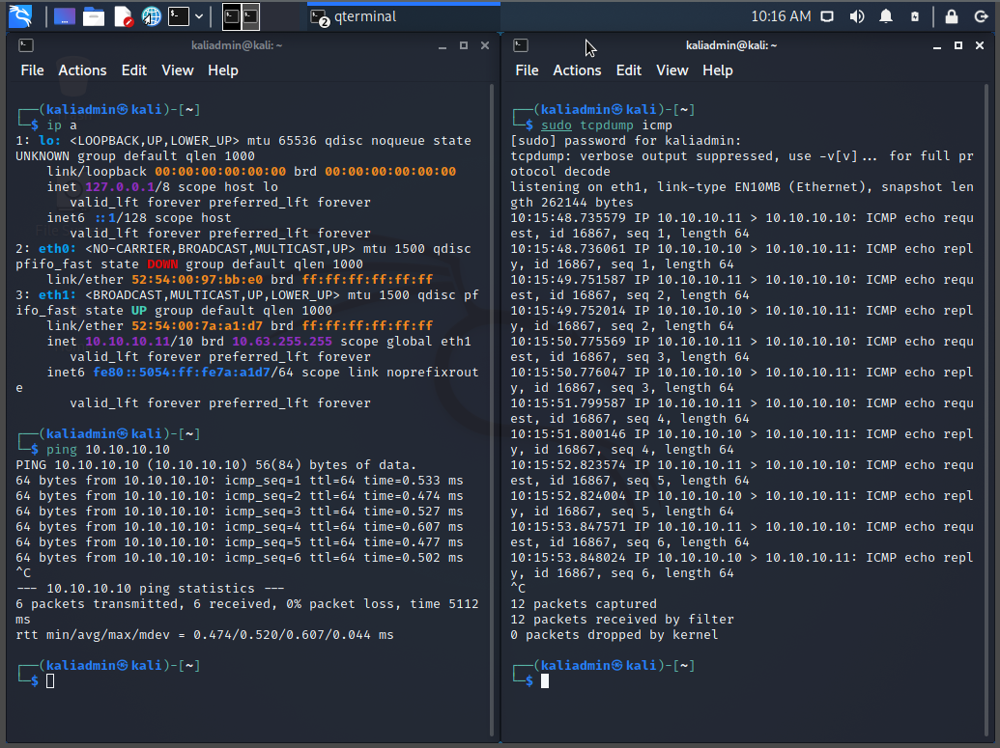 qterminal
2
10:16 AM
kaliadmin@kali: ~
File Actions Edit View Help
┌──(kaliadmin㉿kali)-[~]
└─$ ip a
1: lo: <LOOPBACK,UP,LOWER_UP> mtu 65536 qdisc noqueue state
UNKNOWN group default qlen 1000
    link/loopback 00:00:00:00:00:00 brd 00:00:00:00:00:00
    inet 127.0.0.1/8 scope host lo
       valid_lft forever preferred_lft forever
    inet6 ::1/128 scope host
       valid_lft forever preferred_lft forever
2: eth0: <NO-CARRIER,BROADCAST,MULTICAST,UP> mtu 1500 qdisc
pfifo_fast state DOWN group default qlen 1000
    link/ether 52:54:00:97:bb:e0 brd ff:ff:ff:ff:ff:ff
3: eth1: <BROADCAST,MULTICAST,UP,LOWER_UP> mtu 1500 qdisc pf
ifo_fast state UP group default qlen 1000
    link/ether 52:54:00:7a:a1:d7 brd ff:ff:ff:ff:ff:ff
    inet 10.10.10.11/10 brd 10.63.255.255 scope global eth1
       valid_lft forever preferred_lft forever
    inet6 fe80::5054:ff:fe7a:a1d7/64 scope link noprefixrout
e
       valid_lft forever preferred_lft forever
┌──(kaliadmin㉿kali)-[~]
└─$ ping 10.10.10.10
PING 10.10.10.10 (10.10.10.10) 56(84) bytes of data.
64 bytes from 10.10.10.10: icmp_seq=1 ttl=64 time=0.533 ms
64 bytes from 10.10.10.10: icmp_seq=2 ttl=64 time=0.474 ms
64 bytes from 10.10.10.10: icmp_seq=3 ttl=64 time=0.527 ms
64 bytes from 10.10.10.10: icmp_seq=4 ttl=64 time=0.607 ms
64 bytes from 10.10.10.10: icmp_seq=5 ttl=64 time=0.477 ms
64 bytes from 10.10.10.10: icmp_seq=6 ttl=64 time=0.502 ms
^C
--- 10.10.10.10 ping statistics ---
6 packets transmitted, 6 received, 0% packet loss, time 5112
ms
rtt min/avg/max/mdev = 0.474/0.520/0.607/0.044 ms
┌──(kaliadmin㉿kali)-[~]
└─$
kaliadmin@kali: ~
File Actions Edit View Help
┌──(kaliadmin㉿kali)-[~]
└─$ sudo tcpdump icmp
[sudo] password for kaliadmin:
tcpdump: verbose output suppressed, use -v[v]... for full pr
otocol decode
listening on eth1, link-type EN10MB (Ethernet), snapshot len
gth 262144 bytes
10:15:48.735579 IP 10.10.10.11 > 10.10.10.10: ICMP echo requ
est, id 16867, seq 1, length 64
10:15:48.736061 IP 10.10.10.10 > 10.10.10.11: ICMP echo repl
y, id 16867, seq 1, length 64
10:15:49.751587 IP 10.10.10.11 > 10.10.10.10: ICMP echo requ
est, id 16867, seq 2, length 64
10:15:49.752014 IP 10.10.10.10 > 10.10.10.11: ICMP echo repl
y, id 16867, seq 2, length 64
10:15:50.775569 IP 10.10.10.11 > 10.10.10.10: ICMP echo requ
est, id 16867, seq 3, length 64
10:15:50.776047 IP 10.10.10.10 > 10.10.10.11: ICMP echo repl
y, id 16867, seq 3, length 64
10:15:51.799587 IP 10.10.10.11 > 10.10.10.10: ICMP echo requ
est, id 16867, seq 4, length 64
10:15:51.800146 IP 10.10.10.10 > 10.10.10.11: ICMP echo repl
y, id 16867, seq 4, length 64
10:15:52.823574 IP 10.10.10.11 > 10.10.10.10: ICMP echo requ
est, id 16867, seq 5, length 64
10:15:52.824004 IP 10.10.10.10 > 10.10.10.11: ICMP echo repl
y, id 16867, seq 5, length 64
10:15:53.847571 IP 10.10.10.11 > 10.10.10.10: ICMP echo requ
est, id 16867, seq 6, length 64
10:15:53.848024 IP 10.10.10.10 > 10.10.10.11: ICMP echo repl
y, id 16867, seq 6, length 64
^C
12 packets captured
12 packets received by filter
0 packets dropped by kernel
┌──(kaliadmin㉿kali)-[~]
└─$